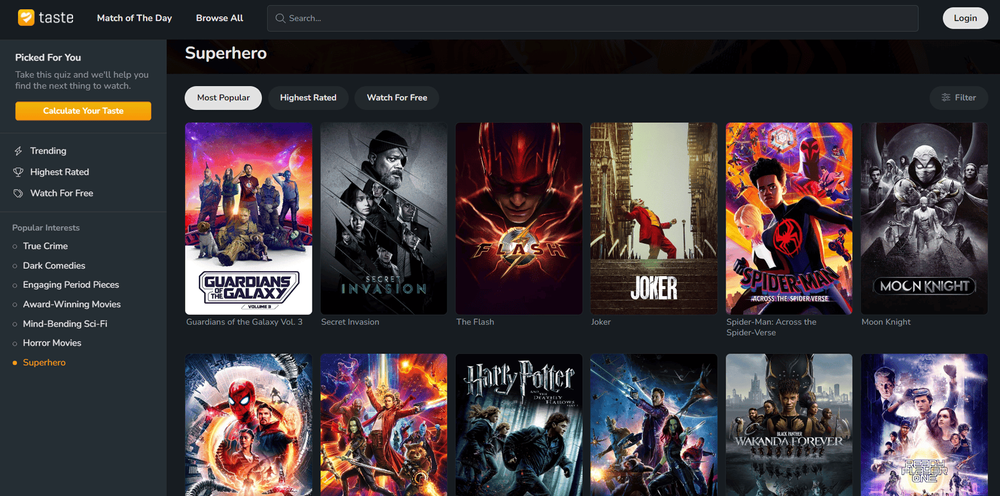 taste
Match of The Day
Browse All
Search...
Login
Picked For You
Take this quiz and we'll help you
find the next thing to watch.
Calculate Your Taste
Trending
Highest Rated
Watch For Free
Popular Interests
True Crime
Dark Comedies
Engaging Period Pieces
Award-Winning Movies
Mind-Bending Sci-Fi
Horror Movies
Superhero
Superhero
Most Popular
Highest Rated
Watch For Free
Filter
GUARDIANS
OF THE GALAXY
VOLUME 3
SECRET
INVASION
FLASH
JOKER
SPIDER-MAN
ACROSS THE SPIDER-VERSE
MOON KNIGHT
Guardians of the Galaxy Vol. 3
Secret Invasion
The Flash
Joker
Spider-Man: Across the
Spider-Verse
Moon Knight
Harry Potter
AND THE
DEATHLY
HALLOWS
BLACK PANTHER
WAKANDA FOREVER
READY
PLAYER
ONE